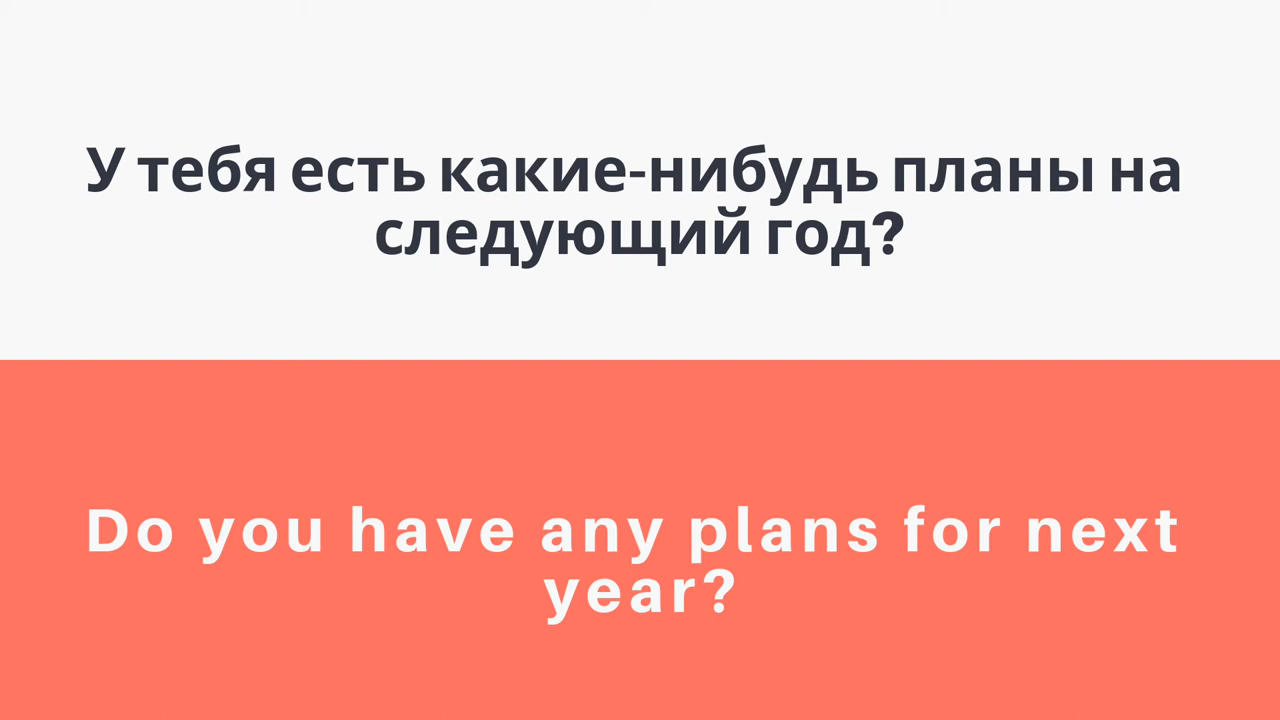 У тебя есть какие-нибудь планы на
следующий год?
Do you have any plans for next
year?